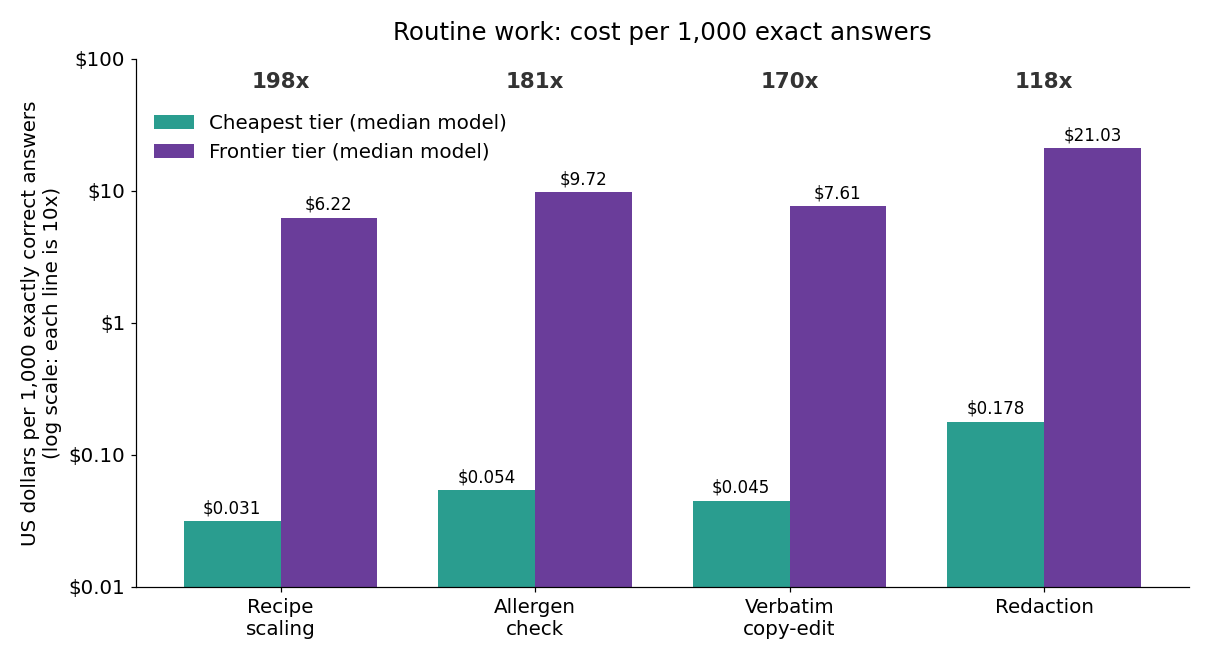 Routine work: cost per 1,000 exact answers
US dollars per 1,000 exactly correct answers
(log scale: each line is 10x)
$100
$10
$1
$0.10
$0.01
198x
181x
170x
118x
Cheapest tier (median model)
Frontier tier (median model)
$0.031
$6.22
$0.054
$9.72
$0.045
$7.61
$0.178
$21.03
Recipe
scaling
Allergen
check
Verbatim
copy-edit
Redaction